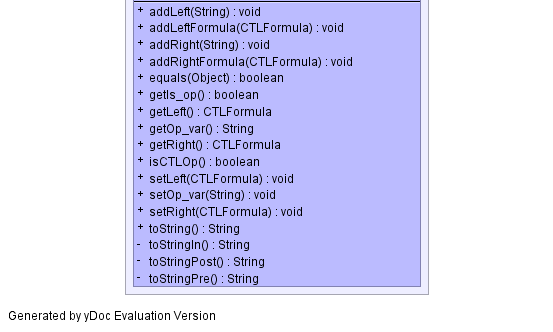 + addLeft(String) : void
+ addLeftFormula(CTLFormula) : void
+ addRight(String) : void
+ addRightFormula(CTLFormula) : void
+ equals(Object) : boolean
+ getIs_op() : boolean
+ getLeft() : CTLFormula
+ getOp_var() : String
+ getRight() : CTLFormula
+ isCTLOp() : boolean
+ setLeft(CTLFormula) : void
+ setOp_var(String) : void
+ setRight(CTLFormula) : void
+ toString() : String
- toStringIn() : String
- toStringPost() : String
- toStringPre() : String
Generated by yDoc Evaluation Version